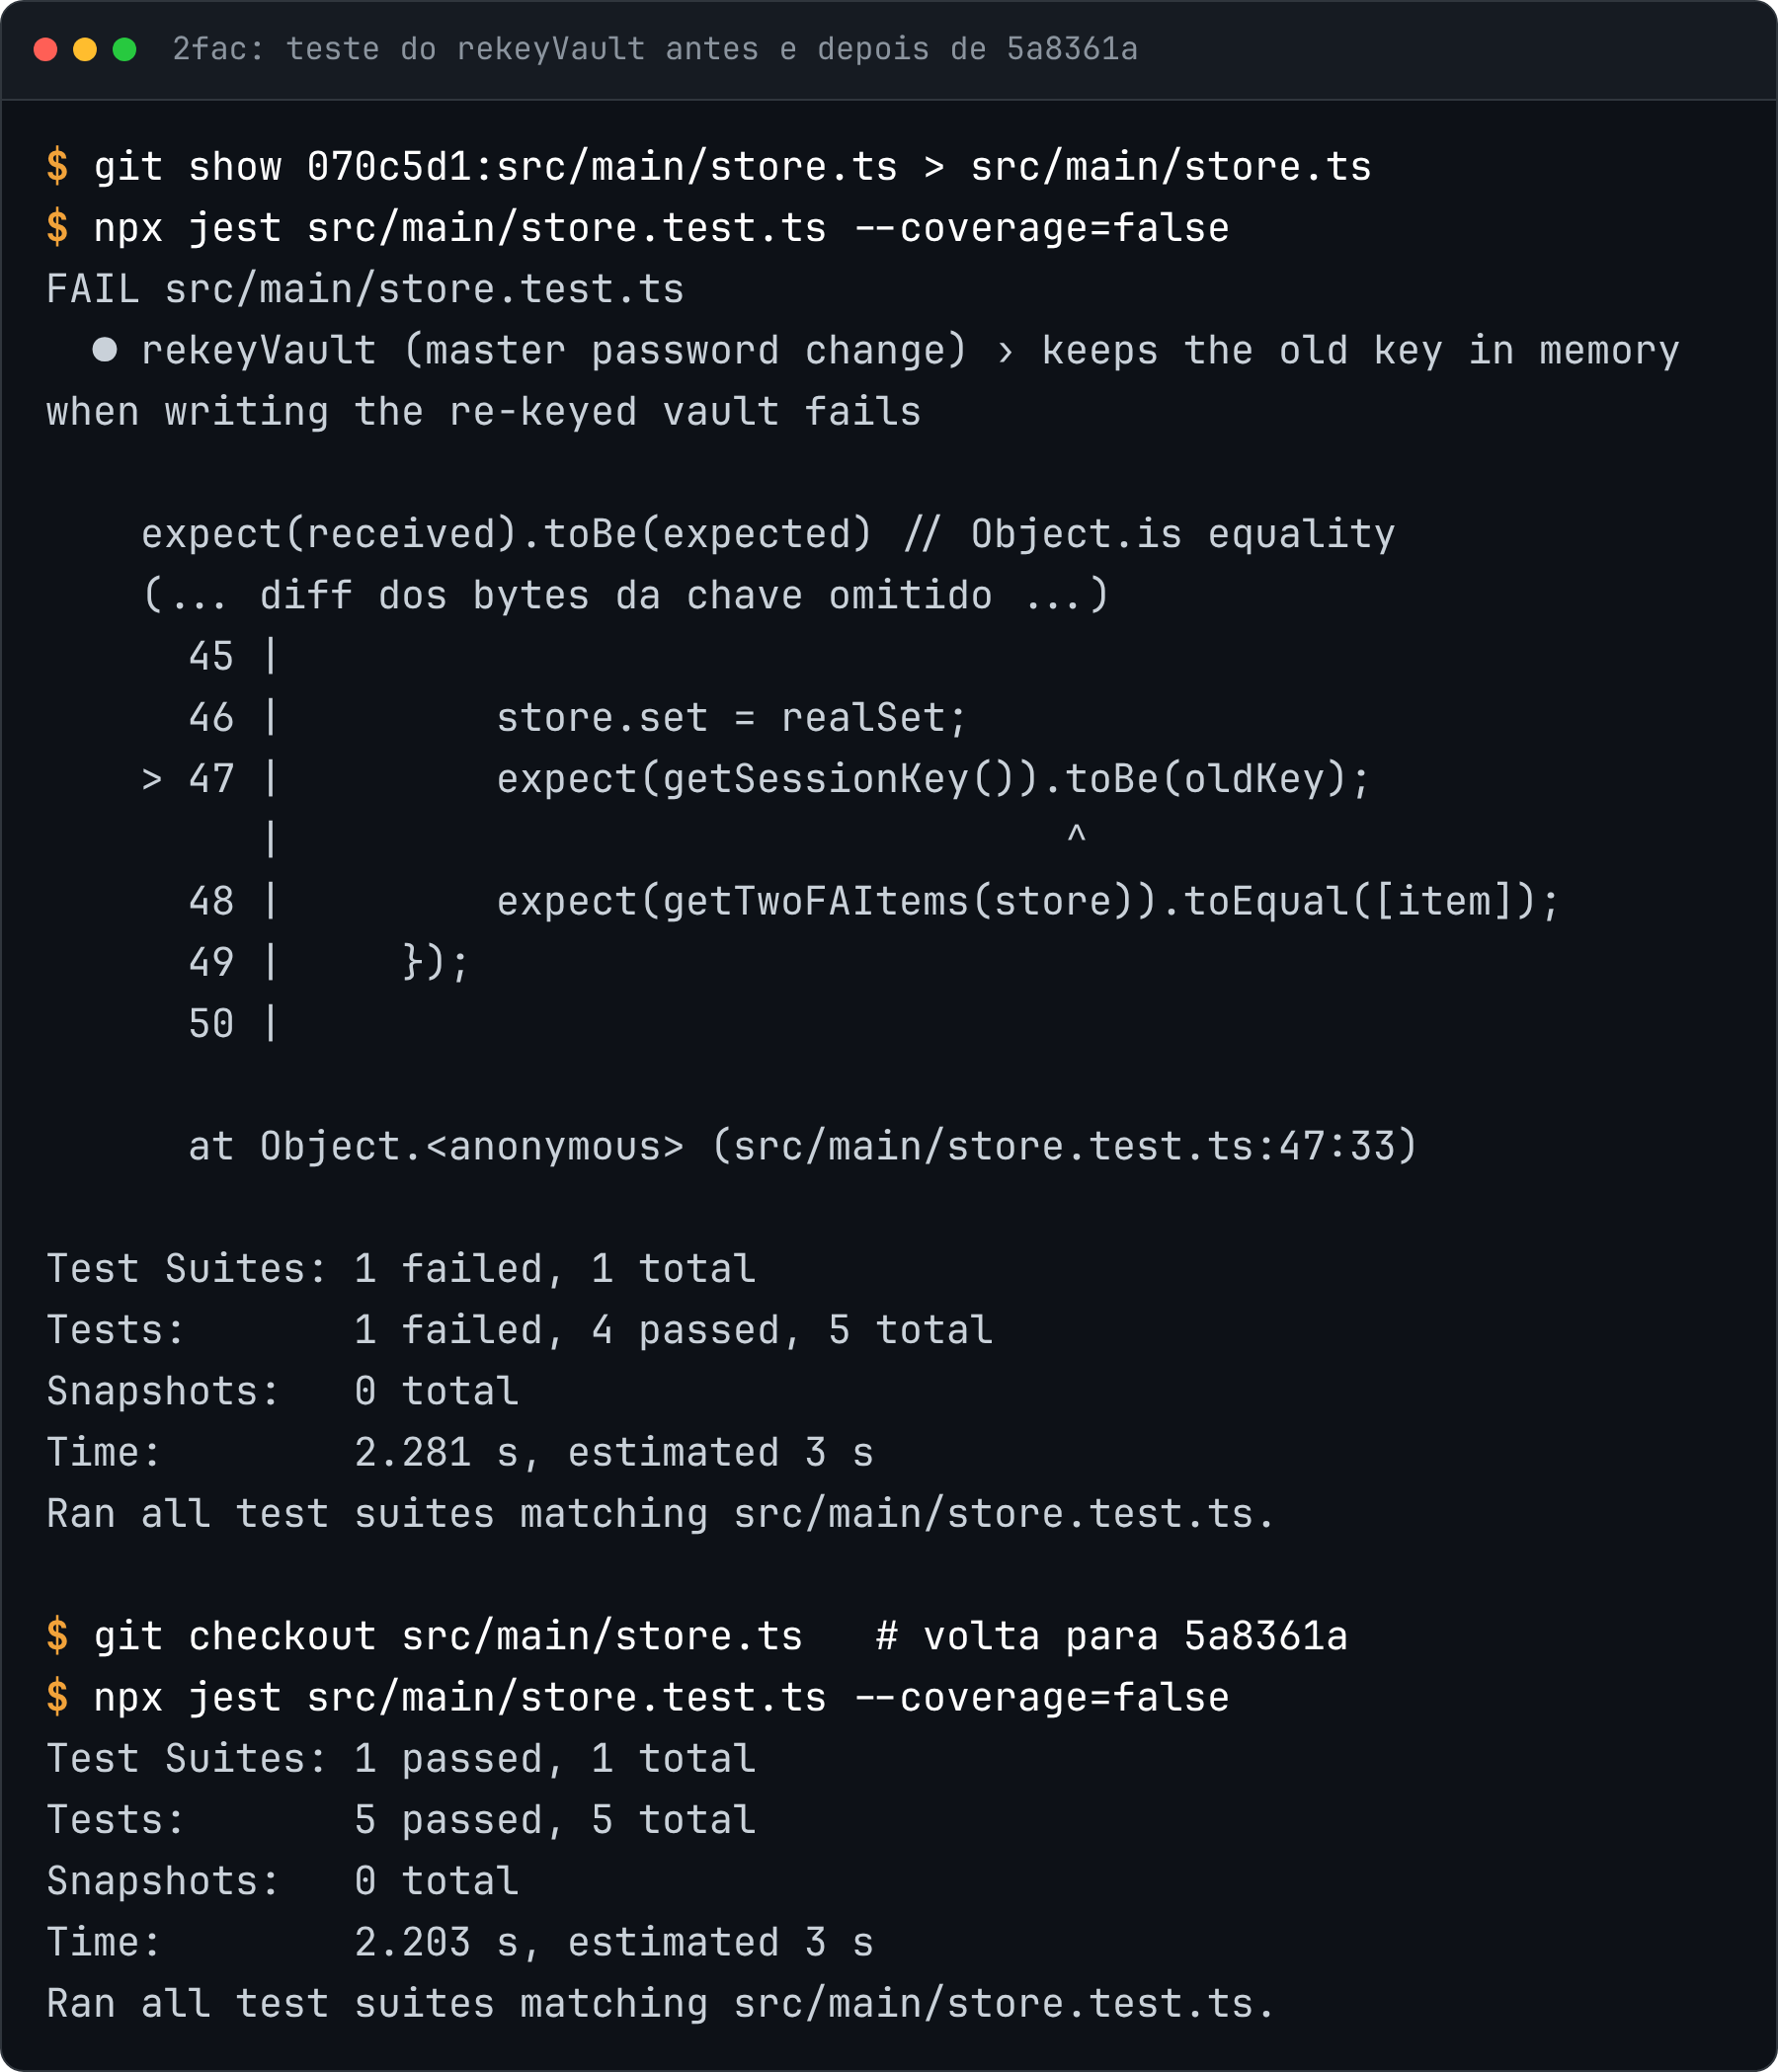 2fac: teste do rekeyVault antes e depois de 5a8361a
$ git show 070c5d1:src/main/store.ts > src/main/store.ts
$ npx jest src/main/store.test.ts --coverage=false
FAIL src/main/store.test.ts
  ● rekeyVault (master password change) › keeps the old key in memory
when writing the re-keyed vault fails

    expect(received).toBe(expected) // Object.is equality
    (... diff dos bytes da chave omitido ...)
      45 |
      46 |         store.set = realSet;
    > 47 |         expect(getSessionKey()).toBe(oldKey);
         |                                 ^
      48 |         expect(getTwoFAItems(store)).toEqual([item]);
      49 |     });
      50 |

      at Object.<anonymous> (src/main/store.test.ts:47:33)

Test Suites: 1 failed, 1 total
Tests:       1 failed, 4 passed, 5 total
Snapshots:   0 total
Time:        2.281 s, estimated 3 s
Ran all test suites matching src/main/store.test.ts.

$ git checkout src/main/store.ts   # volta para 5a8361a
$ npx jest src/main/store.test.ts --coverage=false
Test Suites: 1 passed, 1 total
Tests:       5 passed, 5 total
Snapshots:   0 total
Time:        2.203 s, estimated 3 s
Ran all test suites matching src/main/store.test.ts.